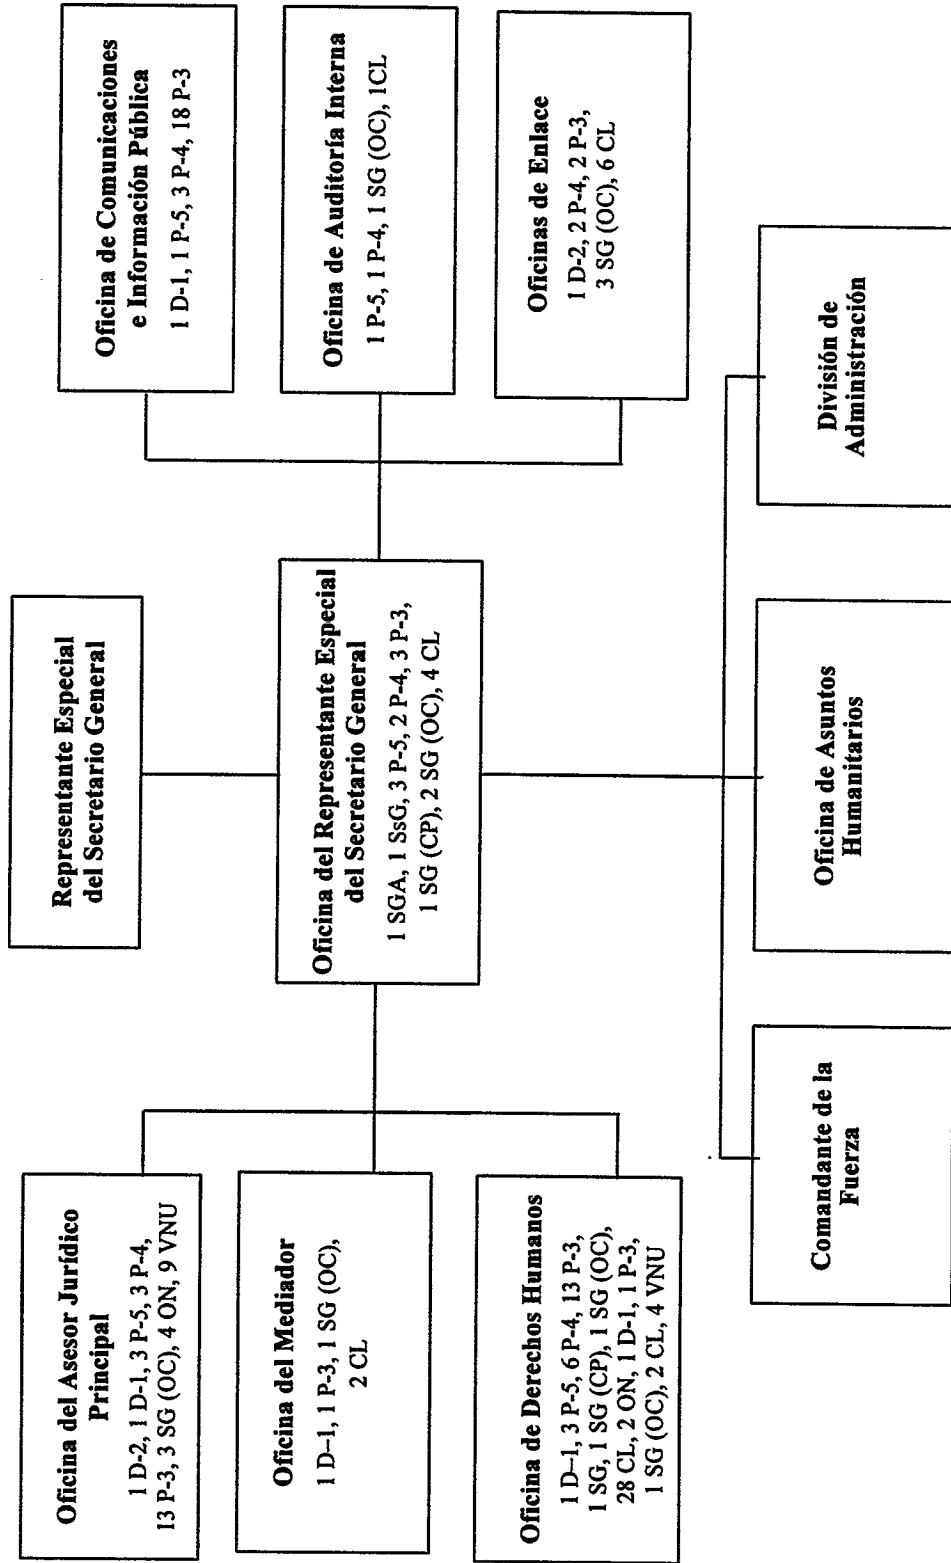 Representante Especial
del Secretario General
Oficina del Asesor Jurídico
Principal
1 D-2, 1 D-1, 3 P-5, 3 P-4,
13 P-3, 3 SG (OC), 4 ON, 9 VNU
Oficina del Mediador
1 D–1, 1 P-3, 1 SG (OC),
2 CL
Oficina de Derechos Humanos
1 D–1, 3 P-5, 6 P-4, 13 P-3,
1 SG, 1 SG (CP), 1 SG (OC),
28 CL, 2 ON, 1 D-1, 1 P-3,
1 SG (OC), 2 CL, 4 VNU
Oficina del Representante Especial
del Secretario General
1 SGA, 1 SsG, 3 P-5, 2 P-4, 3 P-3,
1 SG (CP), 2 SG (OC), 4 CL
Oficina de Comunicaciones
e Información Pública
1 D-1, 1 P-5, 3 P-4, 18 P-3
Oficina de Auditoría Interna
1 P-5, 1 P-4, 1 SG (OC), 1CL
Oficinas de Enlace
1 D-2, 2 P-4, 2 P-3,
3 SG (OC), 6 CL
Comandante de la
Fuerza
Oficina de Asuntos
Humanitarios
División de
Administración